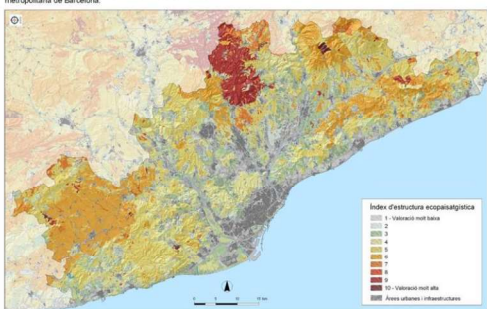 metropolitana de Barcelona.
Índex d'estructura ecopaisatgística
1 - Valoració molt baixa
2
3
4
5
6
7
8
9
10 - Valoració molt alta
Àrees urbanes i infraestructures
0 5 10 15 km